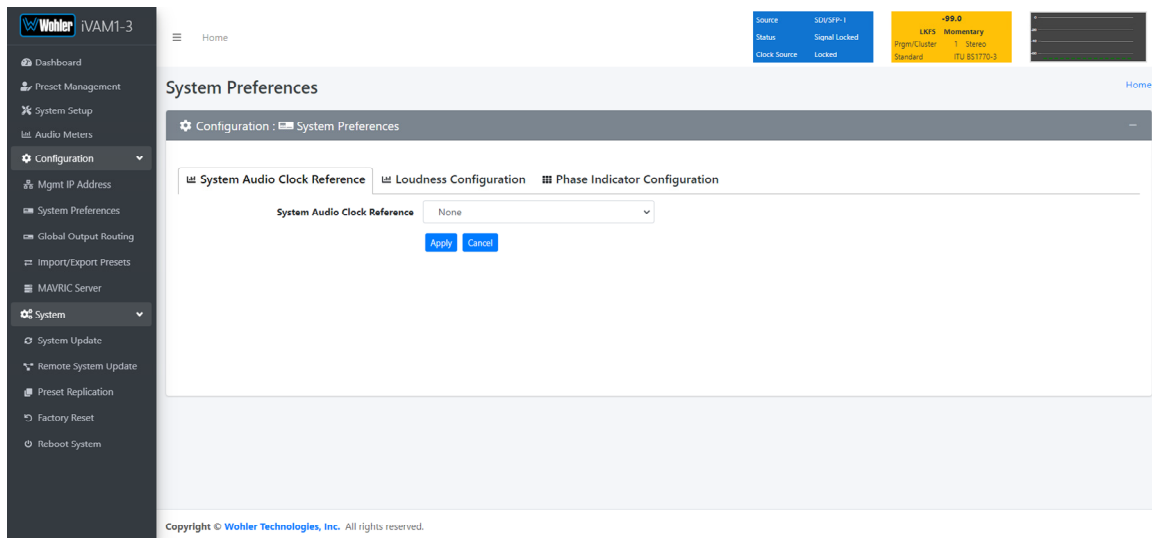 Wohler iVAM1-3
Dashboard
Preset Management
System Setup
Audio Meters
Configuration
Mgmt IP Address
System Preferences
Global Output Routing
Import/Export Presets
MAVRIC Server
System
System Update
Remote System Update
Preset Replication
Factory Reset
Reboot System
Home
Source SDI/SFP-1
Status Signal Locked
Clock Source Locked
-99.0
LKFS Momentary
Prgm/Cluster 1 Stereo
Standard ITU BS1770-3
System Preferences
Home
Configuration : System Preferences
System Audio Clock Reference Loudness Configuration Phase Indicator Configuration
System Audio Clock Reference None
Apply Cancel
Copyright © Wohler Technologies, Inc. All rights reserved.